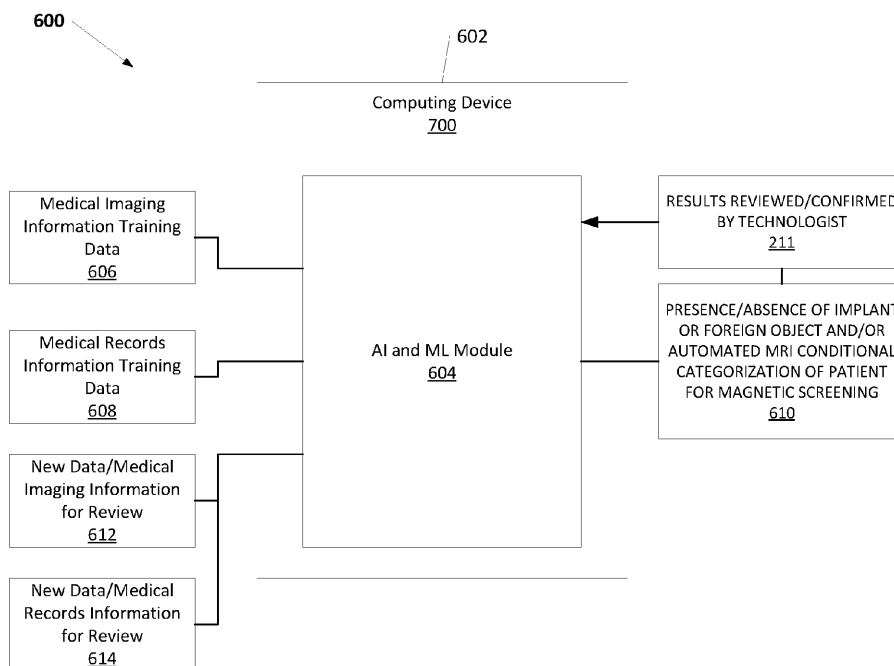 600
602
Computing Device
700
Medical Imaging
Information Training
Data
606
Medical Records
Information Training
Data
608
New Data/Medical
Imaging Information
for Review
612
New Data/Medical
Records Information
for Review
614
AI and ML Module
604
RESULTS REVIEWED/CONFIRMED
BY TECHNOLOGIST
211
PRESENCE/ABSENCE OF IMPLANT
OR FOREIGN OBJECT AND/OR
AUTOMATED MRI CONDITIONAL
CATEGORIZATION OF PATIENT
FOR MAGNETIC SCREENING
610